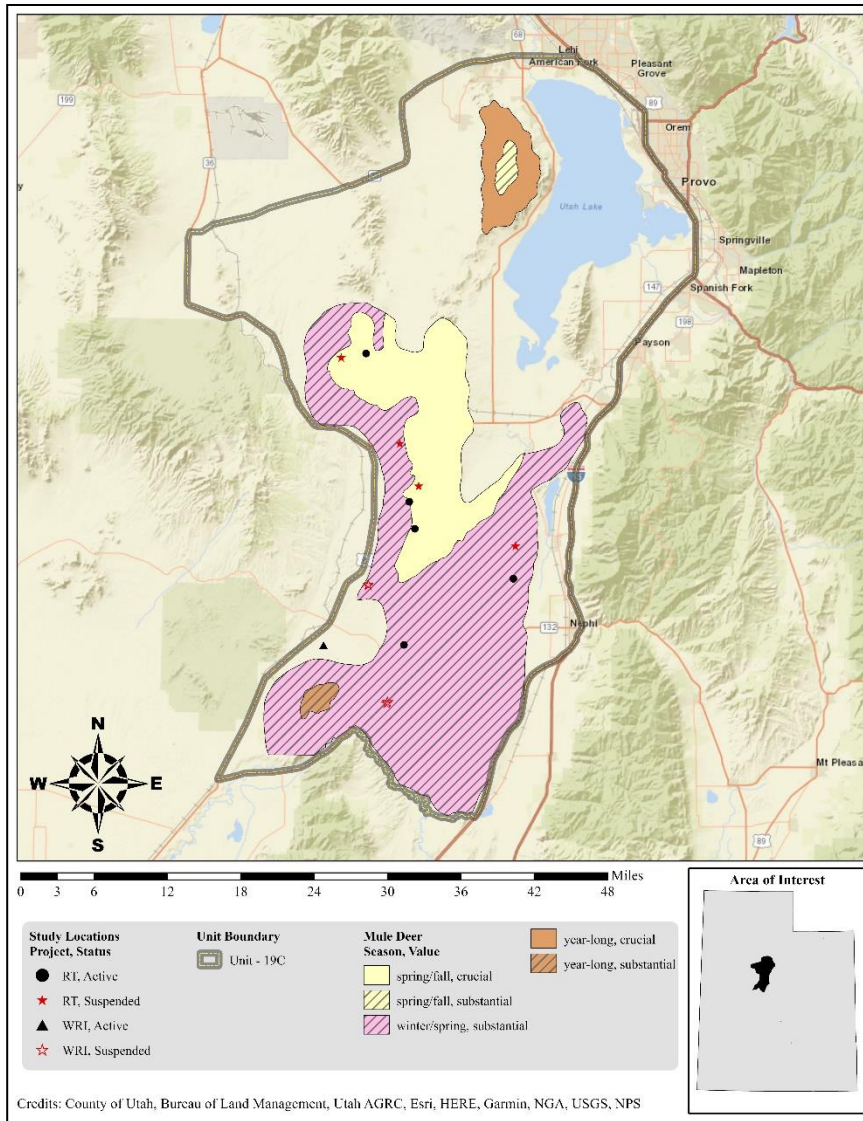 68
Lehi
American Fork
Pleasant
Grove
89
199
Orem
36
Provo
Utah Lake
Springville
Mapleton
Spanish Fork
147
198
Payson
15
132
Nephi
N
W E
S
Mt Pleasa
89
Miles
0 3 6 12 18 24 30 36 42 48
Area of Interest
Study Locations
Project, Status
RT, Active
RT, Suspended
WRI, Active
WRI, Suspended
Unit Boundary
Unit - 19C
Mule Deer
Season, Value
spring/fall, crucial
spring/fall, substantial
winter/spring, substantial
year-long, crucial
year-long, substantial
Credits: County of Utah, Bureau of Land Management, Utah AGRC, Esri, HERE, Garmin, NGA, USGS, NPS